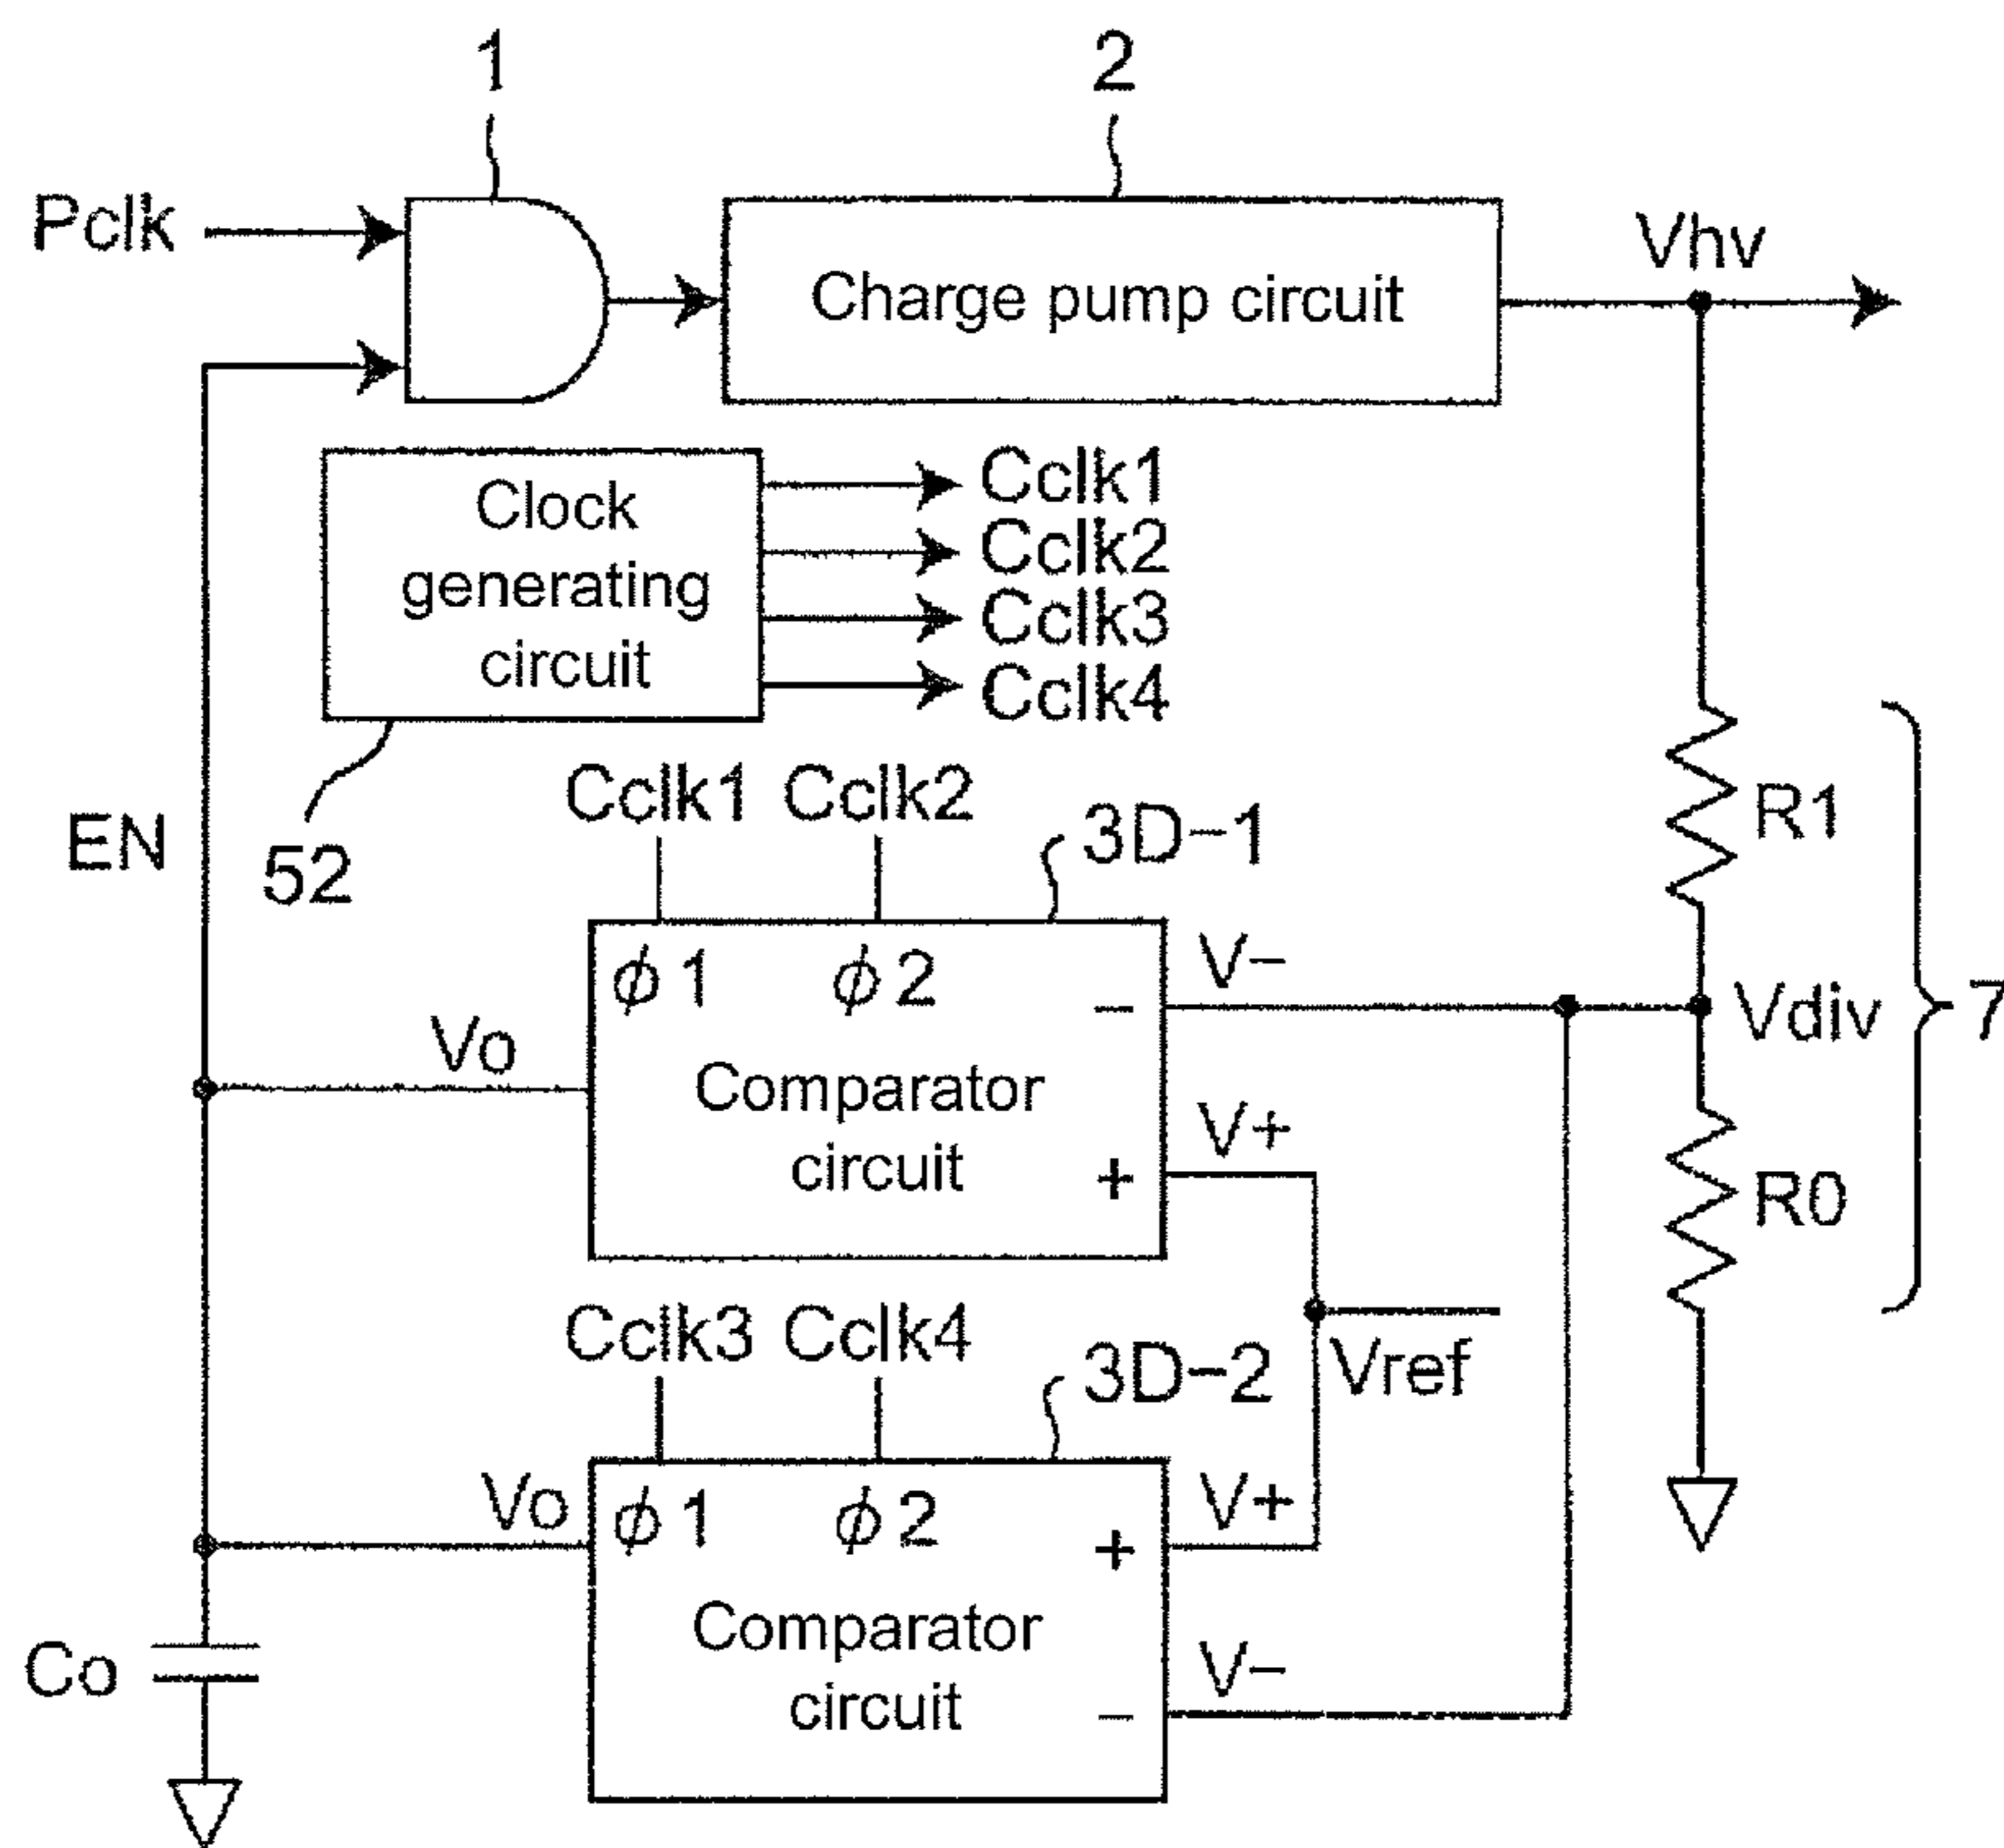 1
2
Pclk
Charge pump circuit
Vhv
Clock
generating
circuit
Cclk1
Cclk2
Cclk3
Cclk4
EN
52
Cclk1
Cclk2
3D-1
R1
ϕ1
ϕ2
−
V−
Vdiv
7
Vo
Comparator
circuit
+
V+
R0
Cclk3
Cclk4
3D-2
Vref
Vo
ϕ1
ϕ2
+
V+
Comparator
circuit
−
V−
Co